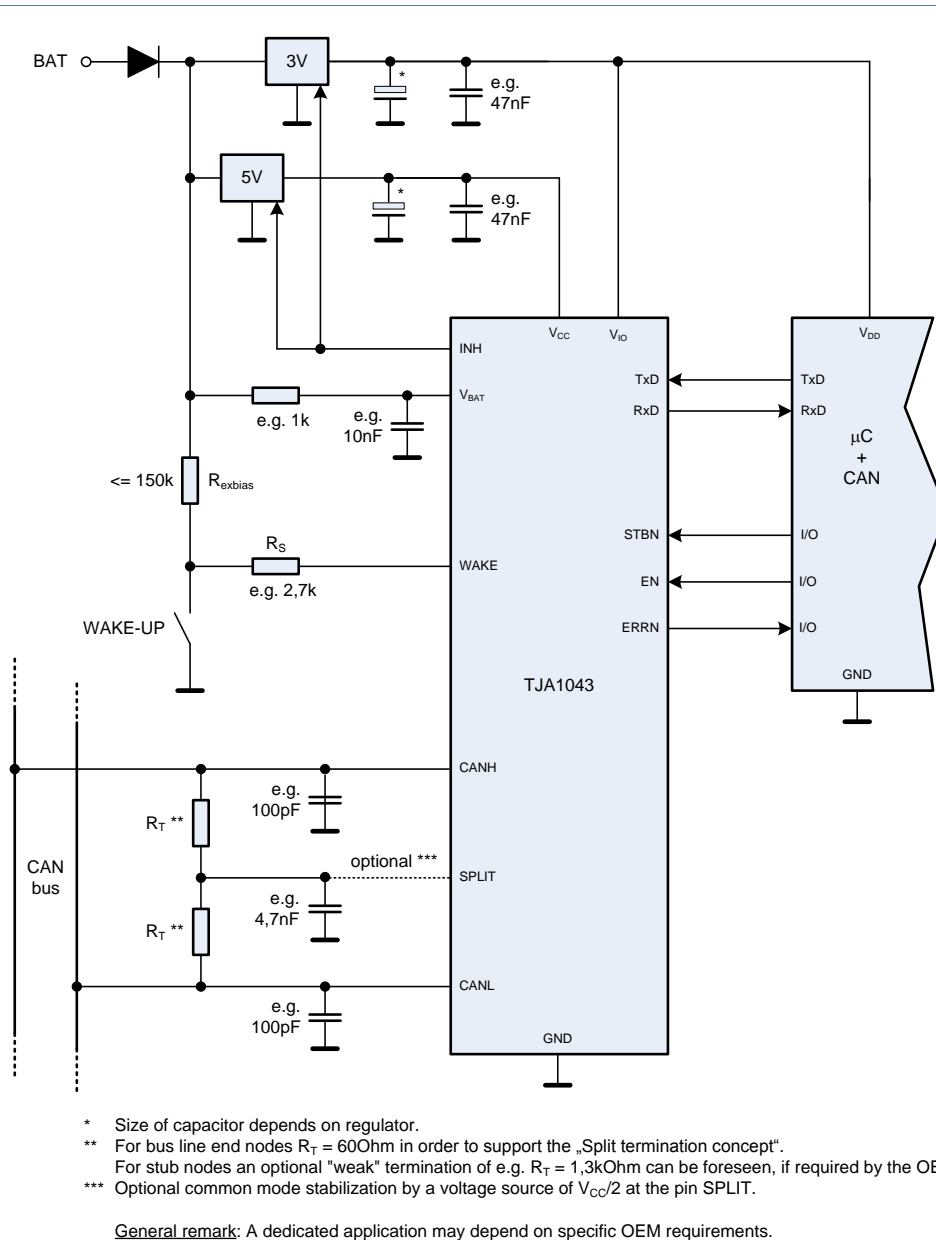 BAT
3V
*
e.g.
47nF
5V
*
e.g.
47nF
INH
VCC
VIO
VDD
VBAT
TxD
TxD
RxD
RxD
e.g. 1k
e.g.
10nF
µC
+
CAN
<= 150k
Rexbias
RS
e.g. 2,7k
WAKE
STBN
I/O
EN
I/O
ERRN
I/O
WAKE-UP
TJA1043
GND
CANH
e.g.
100pF
RT **
CAN
bus
optional ***
SPLIT
e.g.
4,7nF
RT **
CANL
e.g.
100pF
GND
* Size of capacitor depends on regulator.
** For bus line end nodes RT = 60Ohm in order to support the „Split termination concept“.
For stub nodes an optional "weak" termination of e.g. RT = 1,3kOhm can be foreseen, if required by the
*** Optional common mode stabilization by a voltage source of VCC/2 at the pin SPLIT.
General remark: A dedicated application may depend on specific OEM requirements.